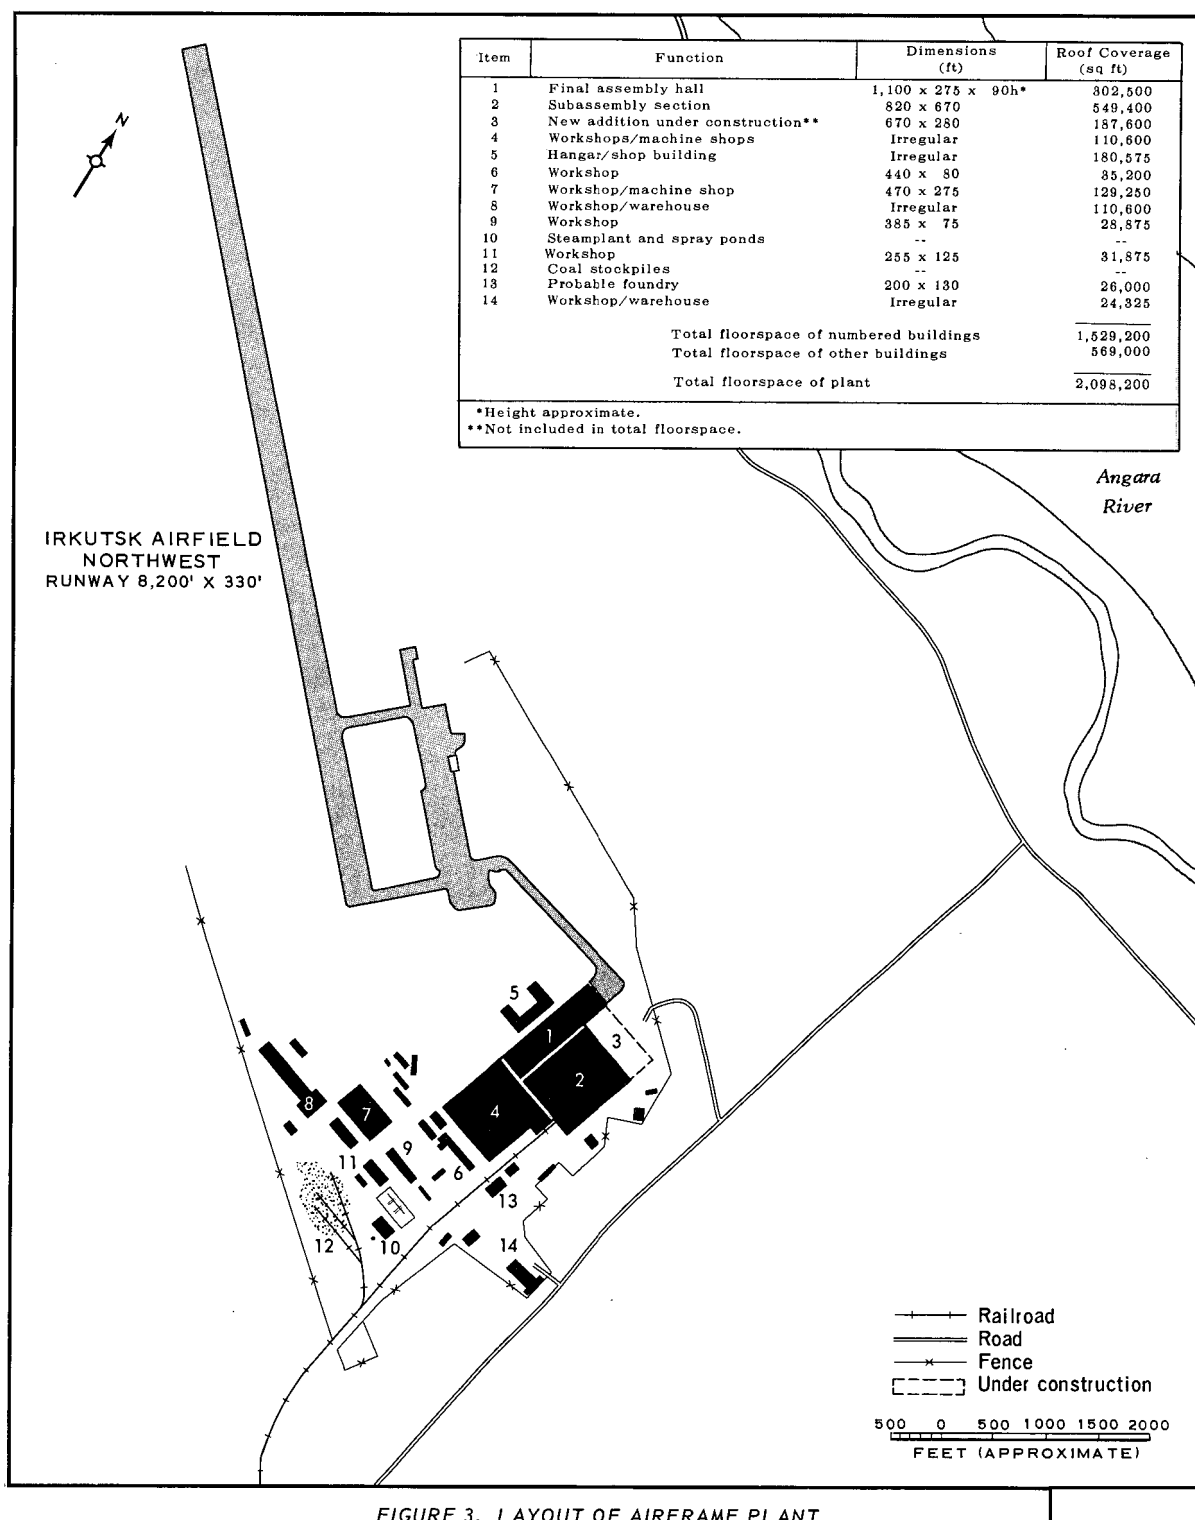 Item Function Dimensions (ft) Roof Coverage (sq ft)
1 Final assembly hall 1,100 x 275 x 90h* 302,500
2 Subassembly section 820 x 670 549,400
3 New addition under construction** 670 x 280 187,600
4 Workshops/machine shops Irregular 110,600
5 Hangar/shop building Irregular 180,575
6 Workshop 440 x 80 35,200
7 Workshop/machine shop 470 x 275 129,250
8 Workshop/warehouse Irregular 110,600
9 Workshop 385 x 75 28,875
10 Steamplant and spray ponds -- --
11 Workshop 255 x 125 31,875
12 Coal stockpiles -- --
13 Probable foundry 200 x 130 26,000
14 Workshop/warehouse Irregular 24,325
Total floorspace of numbered buildings 1,529,200
Total floorspace of other buildings 569,000
Total floorspace of plant 2,098,200
*Height approximate.
**Not included in total floorspace.
N
Angara
River
IRKUTSK AIRFIELD
NORTHWEST
RUNWAY 8,200' X 330'
5
1
3
2
8
7
4
9
11
6
13
12
10
14
Railroad
Road
Fence
Under construction
500 0 500 1000 1500 2000
FEET (APPROXIMATE)
FIGURE 3. LAYOUT OF AIRFRAME PLANT